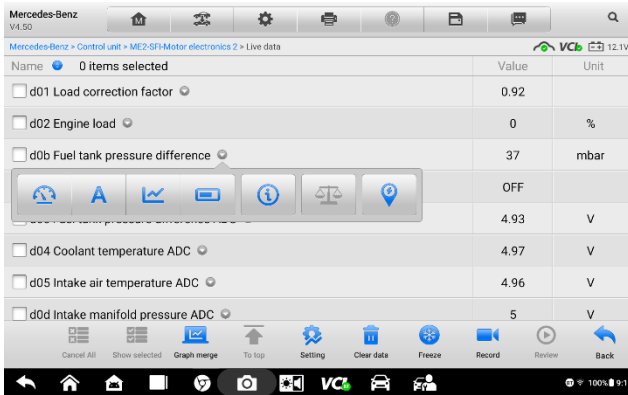 Mercedes-Benz
V4.50
Mercedes-Benz > Control unit > ME2-SFI-Motor electronics 2 > Live data
VCI 12.1V
Name 0 items selected Value Unit
d01 Load correction factor 0.92
d02 Engine load 0 %
d0b Fuel tank pressure difference 37 mbar
A
OFF
4.93 V
d04 Coolant temperature ADC 4.97 V
d05 Intake air temperature ADC 4.96 V
d0d Intake manifold pressure ADC 5 V
Cancel All Show selected Graph merge To top Setting Clear data Freeze Record Review Back
VCI 100% 9:1